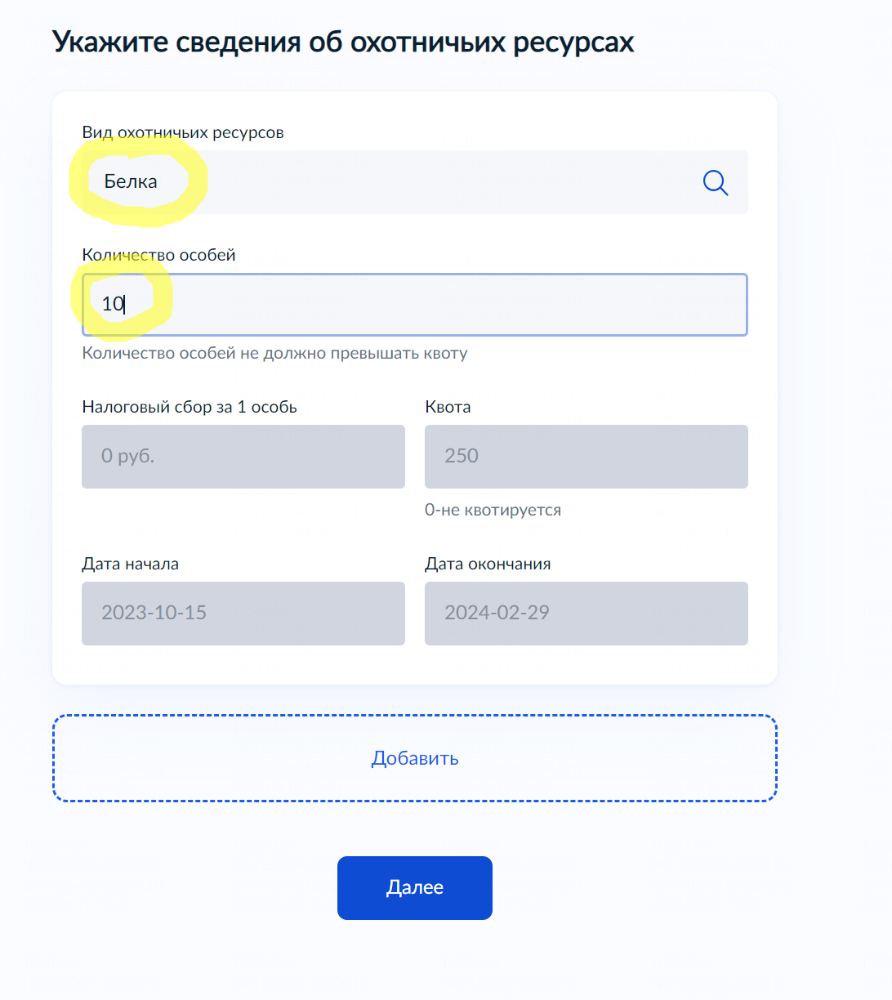 Укажите сведения об охотничьих ресурсах
Вид охотничьих ресурсов
Белка
Количество особей
10
Количество особей не должно превышать квоту
Налоговый сбор за 1 особь
Квота
0 руб.
250
0-не квотируется
Дата начала
Дата окончания
2023-10-15
2024-02-29
Добавить
Далее